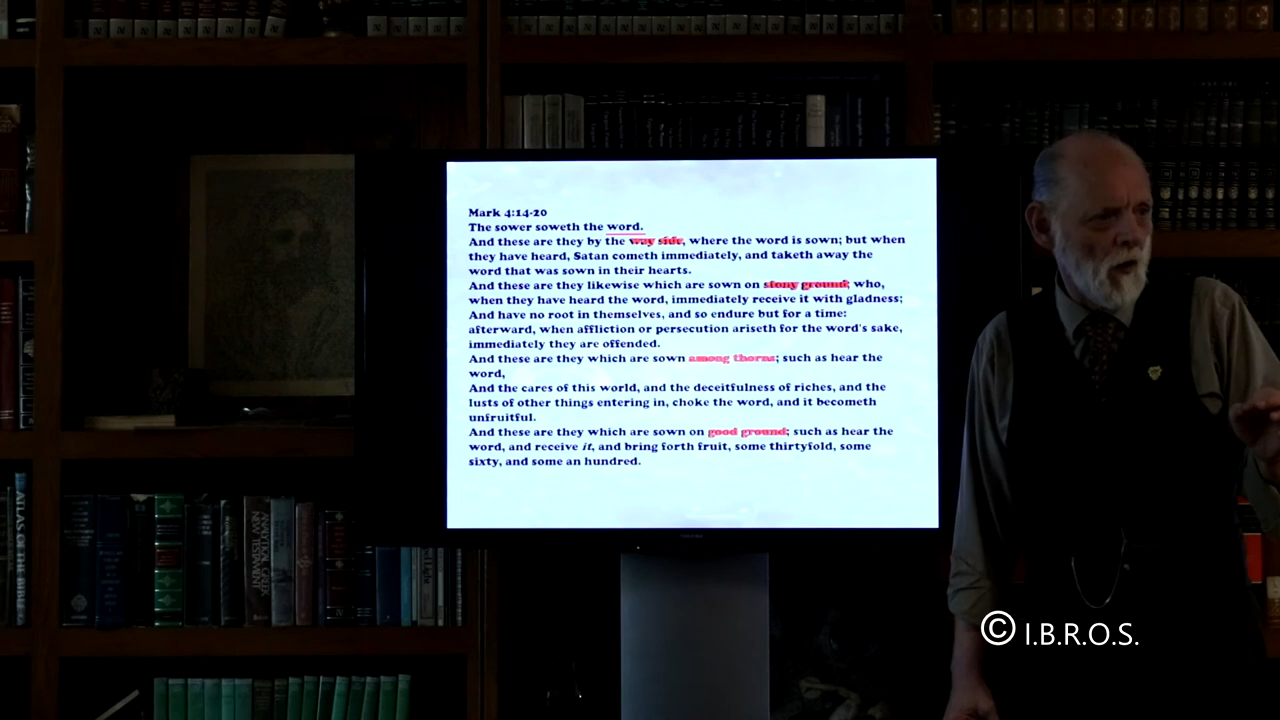 Mark 4:14-20
The sower soweth the word.
And these are they by the way side, where the word is sown; but when
they have heard, Satan cometh immediately, and taketh away the
word that was sown in their hearts.
And these are they likewise which are sown on stony ground; who,
when they have heard the word, immediately receive it with gladness;
And have no root in themselves, and so endure but for a time:
afterward, when affliction or persecution ariseth for the word's sake,
immediately they are offended.
And these are they which are sown among thorns; such as hear the
word,
And the cares of this world, and the deceitfulness of riches, and the
lusts of other things entering in, choke the word, and it becometh
unfruitful.
And these are they which are sown on good ground; such as hear the
word, and receive it, and bring forth fruit, some thirtyfold, some
sixty, and some an hundred.
ATLAS OF THE BIBLE
ANALYTICAL GREEK
NEW TESTAMENT
© I.B.R.O.S.